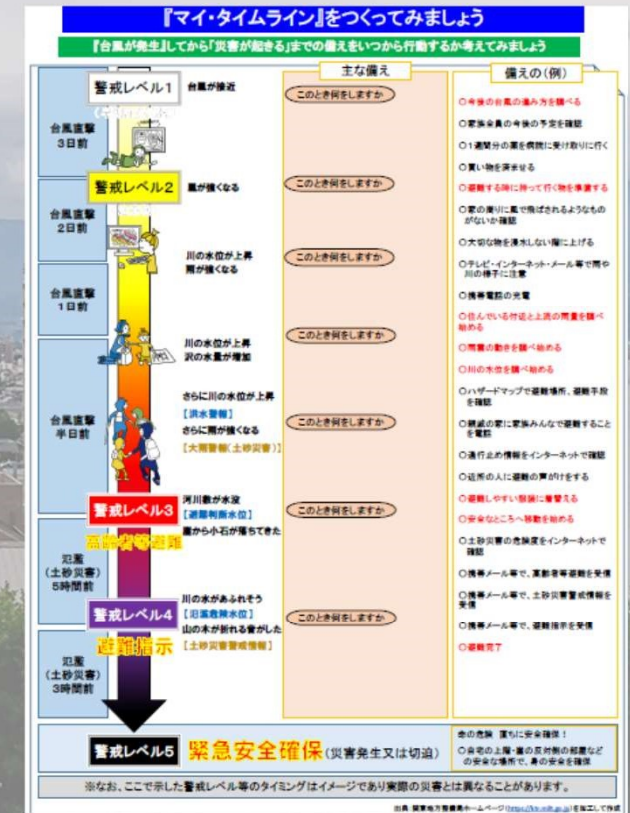 『マイ・タイムライン』をつくってみましょう
『台風が発生』してから「災害が起きる」までの備えをいつから行動するか考えてみましょう
主な備え
備えの(例)
台風直撃
3日前
警戒レベル1
台風が接近
このとき何をしますか
台風直撃
2日前
警戒レベル2
風が強くなる
このとき何をしますか
川の水位が上昇
雨が強くなる
このとき何をしますか
台風直撃
1日前
川の水位が上昇
沢の水量が増加
このとき何をしますか
台風直撃
半日前
さらに川の水位が上昇
【洪水警報】
さらに雨が強くなる
【大雨警報(土砂災害)】
このとき何をしますか
警戒レベル3
高齢者等避難
河川敷が水没
【避難判断水位】
崖から小石が落ちてきた
このとき何をしますか
氾濫
(土砂災害)
5時間前
警戒レベル4
避難指示
川の水があふれそう
【氾濫危険水位】
山の木が折れる音がした
【土砂災害警戒情報】
このとき何をしますか
氾濫
(土砂災害)
3時間前
○今後の台風の進み方を調べる
○家族全員の今後の予定を確認
○1週間分の薬を病院に受け取りに行く
○買い物を済ませる
○避難する時に持って行く物を準備する
○家の周りに風で飛ばされるようなもの
がないか確認
○大切な物を浸水しない階に上げる
○テレビ・インターネット・メール等で雨や
川の様子に注意
○携帯電話の充電
○住んでいる付近と上流の雨量を調べ
始める
○雨雲の動きを調べ始める
○川の水位を調べ始める
○ハザードマップで避難場所、避難手段
を確認
○親戚の家に家族みんなで避難すること
を電話
○通行止め情報をインターネットで確認
○近所の人に避難の声がけをする
○避難しやすい服装に着替える
○安全なところへ移動を始める
○土砂災害の危険度をインターネットで
確認
○携帯メール等で、高齢者等避難を受信
○携帯メール等で、土砂災害警戒情報を
受信
○携帯メール等で、避難指示を受信
○避難完了
警戒レベル5
緊急安全確保(災害発生又は切迫)
命の危険 直ちに安全確保!
○自宅の上階・崖の反対側の部屋など
の安全な場所で、身の安全を確保
※なお、ここで示した警戒レベル等のタイミングはイメージであり実際の災害とは異なることがあります。
出典 関東地方整備局ホームページ(https://ktr.mlit.go.jp)を加工して作成